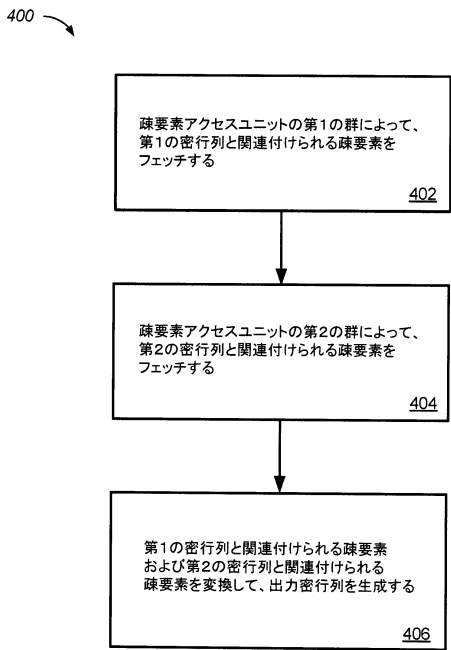 400
疎要素アクセスユニットの第1の群によって、
第1の密行列と関連付けられる疎要素を
フェッチする
402
疎要素アクセスユニットの第2の群によって、
第2の密行列と関連付けられる疎要素を
フェッチする
404
第1の密行列と関連付けられる疎要素
および第2の密行列と関連付けられる
疎要素を変換して、出力密行列を生成する
406